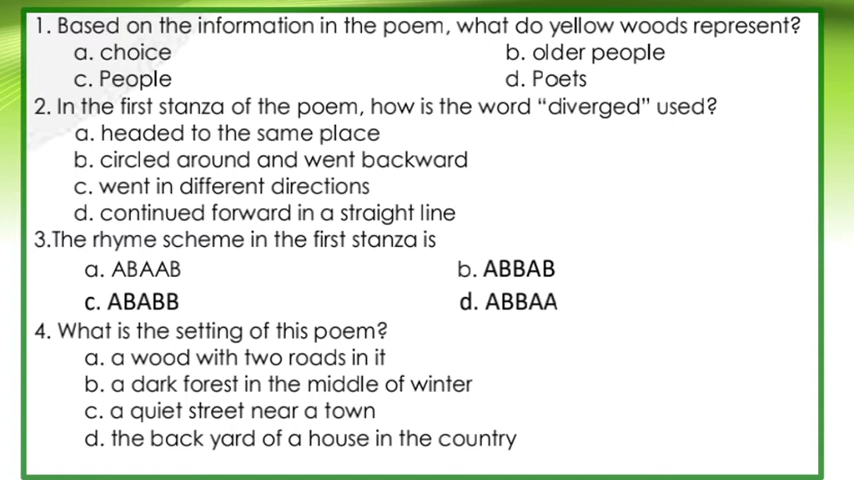 1. Based on the information in the poem, what do yellow woods represent?
a. choice b. older people
c. People d. Poets
2. In the first stanza of the poem, how is the word “diverged” used?
a. headed to the same place
b. circled around and went backward
c. went in different directions
d. continued forward in a straight line
3.The rhyme scheme in the first stanza is
a. ABAAB b. ABBAB
c. ABABB d. ABBAA
4. What is the setting of this poem?
a. a wood with two roads in it
b. a dark forest in the middle of winter
c. a quiet street near a town
d. the back yard of a house in the country